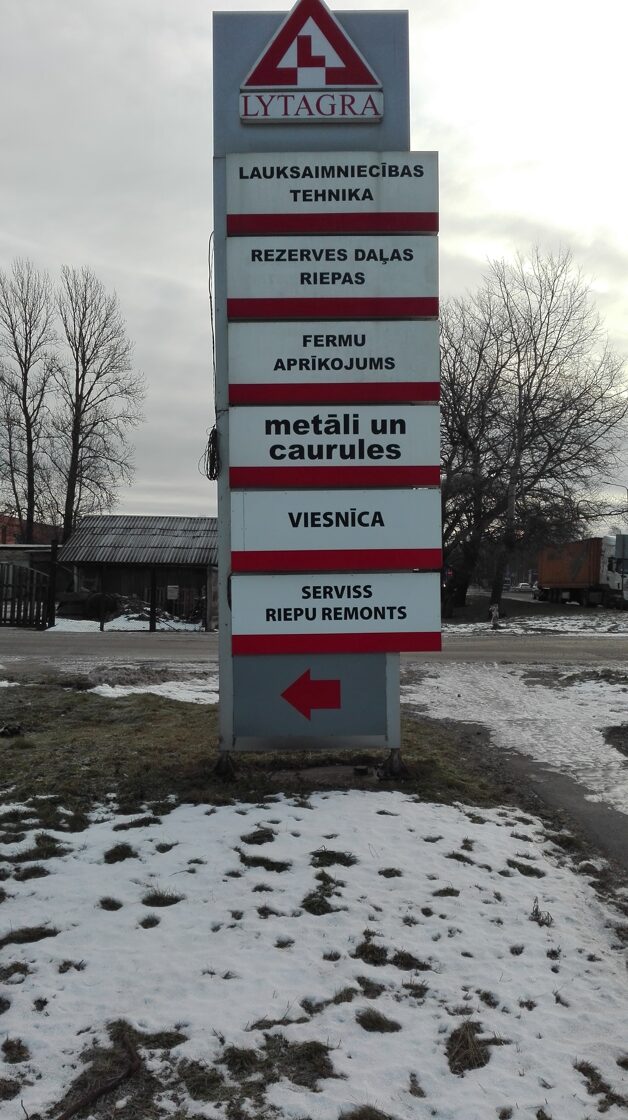 LYTAGRA
LAUKSAIMNIECĪBAS
TEHNIKA
REZERVES DAĻAS
RIEPAS
FERMU
APRĪKOJUMS
metāli un
caurules
VIESNĪCA
SERVISS
RIEPU REMONTS